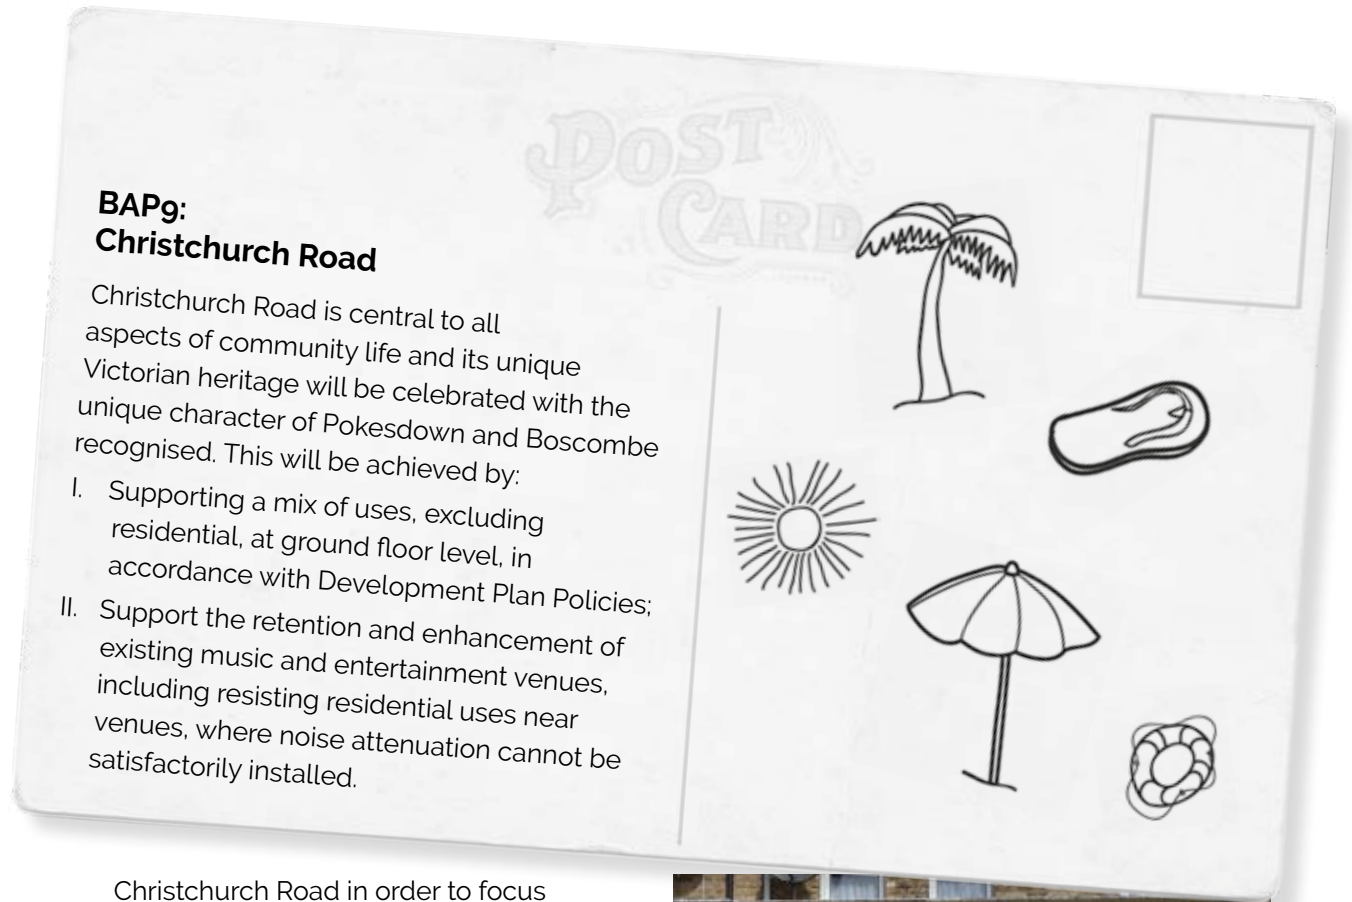 POST
CARD
BAP9:
Christchurch Road
Christchurch Road is central to all
aspects of community life and its unique
Victorian heritage will be celebrated with the
unique character of Pokesdown and Boscombe
recognised. This will be achieved by:
I. Supporting a mix of uses, excluding
residential, at ground floor level, in
accordance with Development Plan Policies;
II. Support the retention and enhancement of
existing music and entertainment venues,
including resisting residential uses near
venues, where noise attenuation cannot be
satisfactorily installed.
Christchurch Road in order to focus